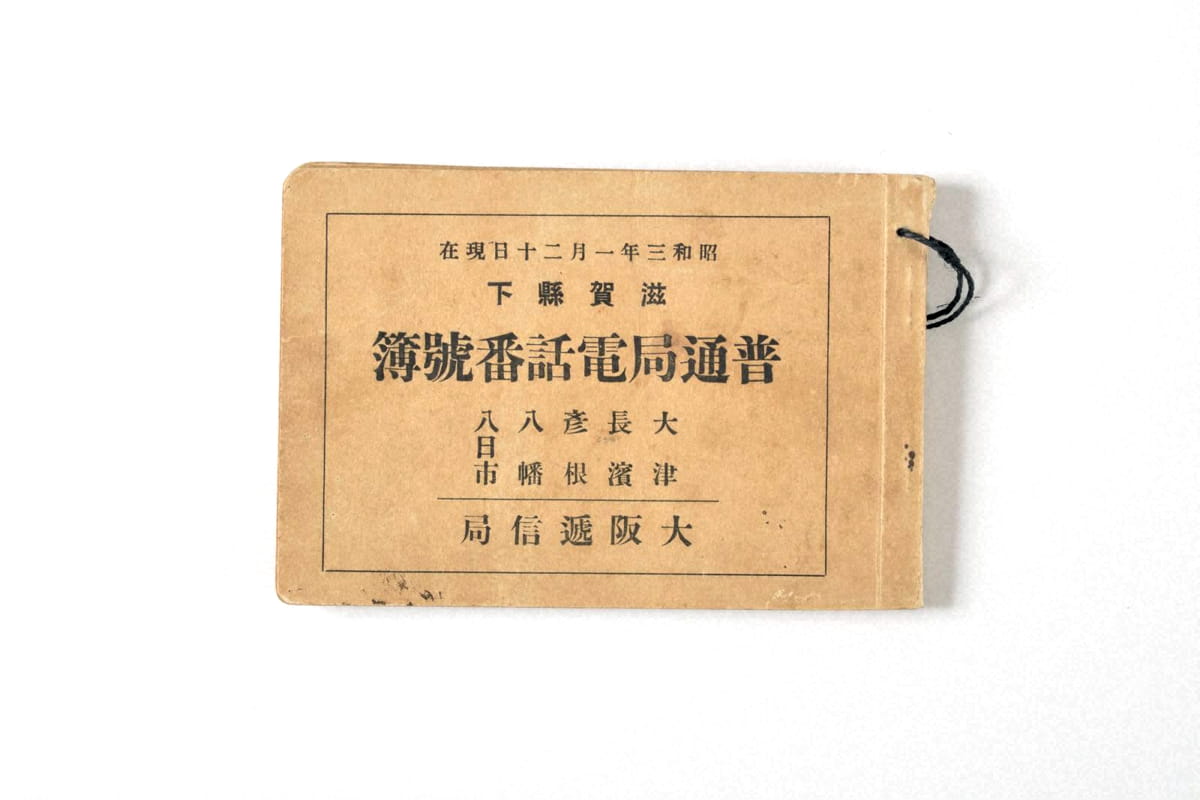 昭和三年一月二十日現在
滋賀縣下
普通局電話番號簿
大津
長濱
彥根
八幡
八日市
大阪遞信局